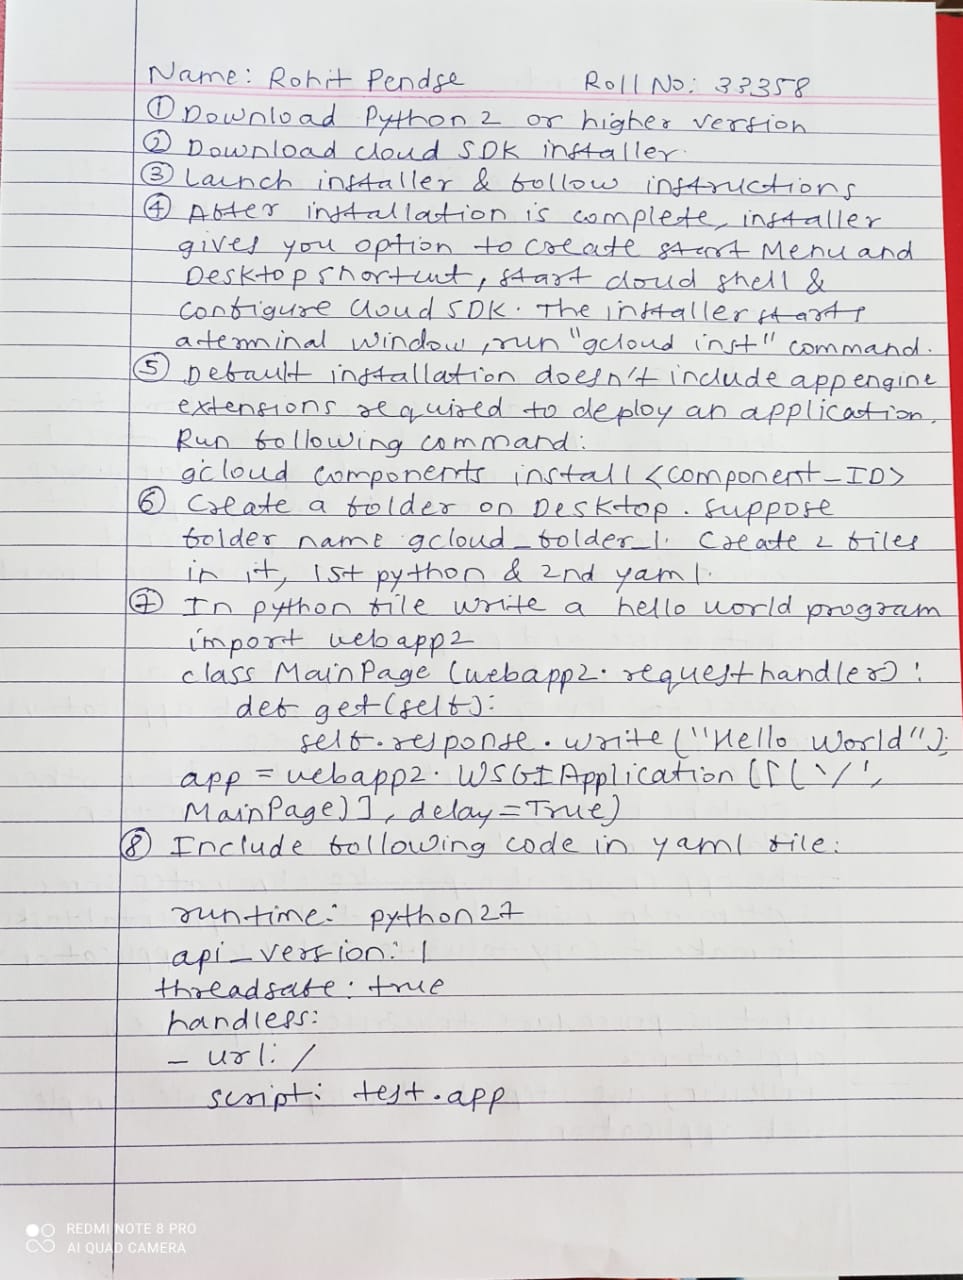 Name: Rohit Pendse Roll No: 33358
① Download Python 2 or higher version
② Download cloud SDK installer.
③ Launch installer & follow instructions
④ After installation is complete, installer
gives you option to create start Menu and
Desktop shortcut, start cloud shell &
configure cloud SDK. The installer starts
a terminal window, run "gcloud inst" command.
⑤ Default installation doesn't include app engine
extensions required to deploy an application.
Run following command:
gcloud components install <component_ID>
⑥ Create a folder on Desktop. Suppose
folder name gcloud_folder_1. Create 2 files
in it, 1st python & 2nd yaml.
⑦ In python file write a hello world program
import webapp2
class MainPage (webapp2.requesthandler):
def get(self):
self.response.write("Hello World");
app = webapp2.WSGIApplication([('/',
MainPage)], delay=True)
⑧ Include following code in yaml file:
runtime: python27
api_version: 1
threadsafe: true
handless:
- url: /
script: test.app
REDMI NOTE 8 PRO
AI QUAD CAMERA